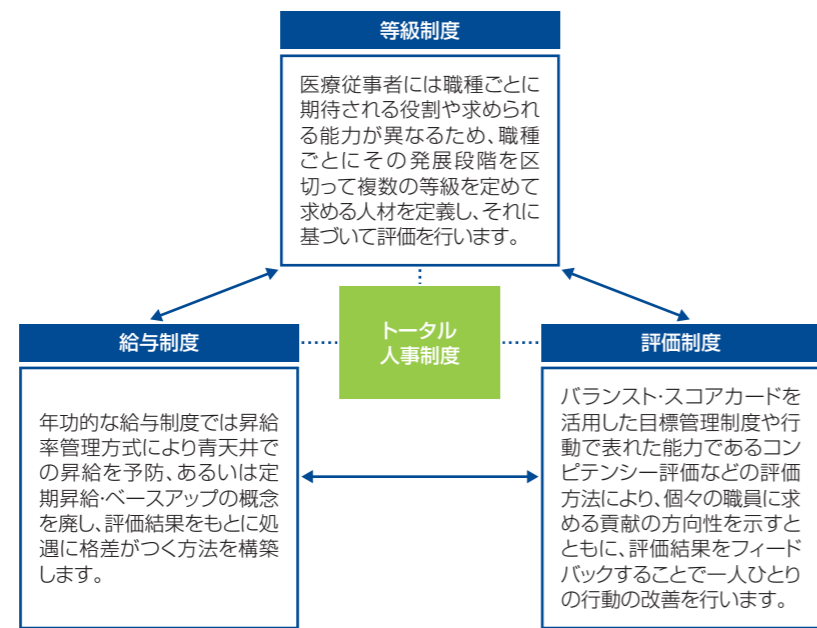 等級制度
医療従事者には職種ごとに
期待される役割や求められ
る能力が異なるため、職種
ごとにその発展段階を区
切って複数の等級を定めて
求める人材を定義し、それに
基づいて評価を行います。
トータル
人事制度
給与制度
年功的な給与制度では昇給
率管理方式により青天井で
の昇給を予防、あるいは定
期昇給・ベースアップの概念
を廃し、評価結果をもとに処
遇に格差がつく方法を構築
します。
評価制度
バランスト・スコアカードを
活用した目標管理制度や行
動で表れた能力であるコン
ピテンシー評価などの評価
方法により、個々の職員に求
める貢献の方向性を示すと
ともに、評価結果をフィード
バックすることで一人ひとり
の行動の改善を行います。